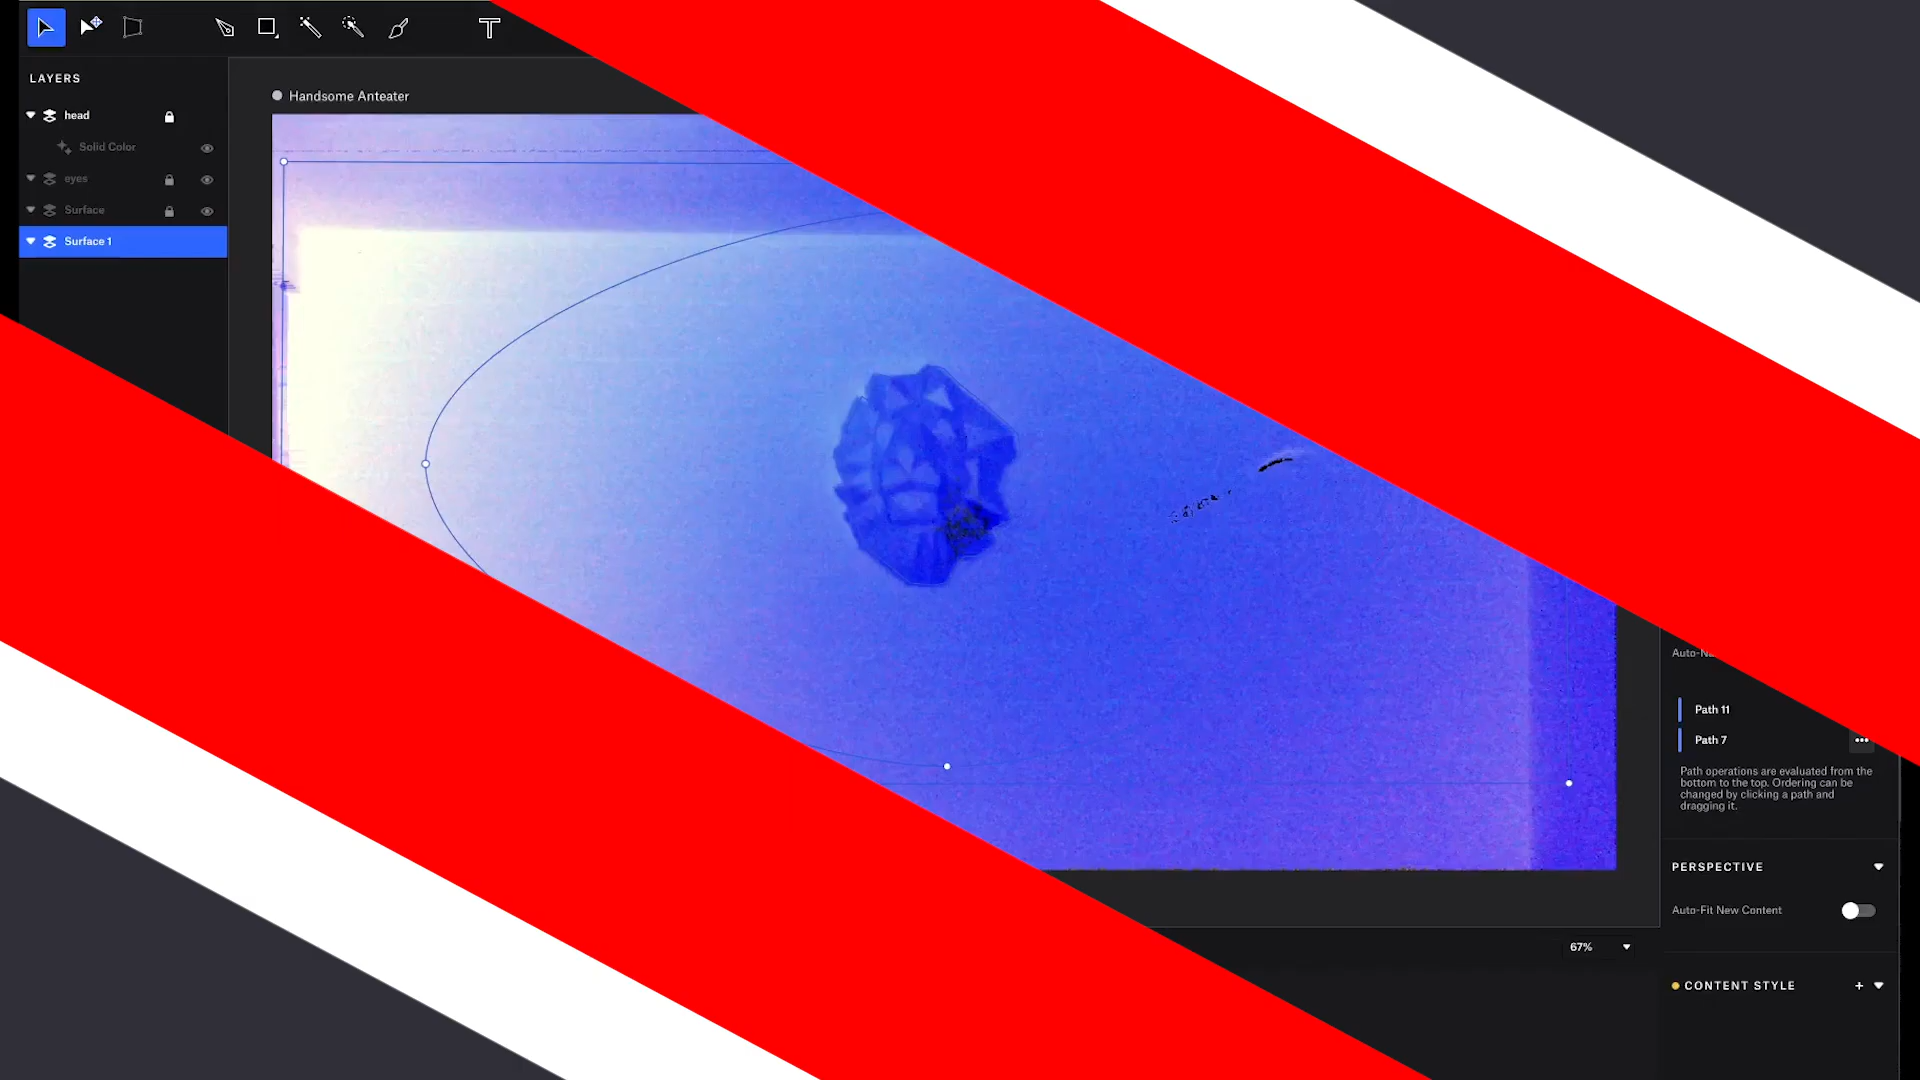 LAYERS
Handsome Anteater
head
Solid Color
eyes
Surface
Surface 1
Path 11
Path 7
Path operations are evaluated from the
bottom to the top. Ordering can be
changed by clicking a path and
dragging it.
PERSPECTIVE
Auto-Fit New Content
67%
CONTENT STYLE